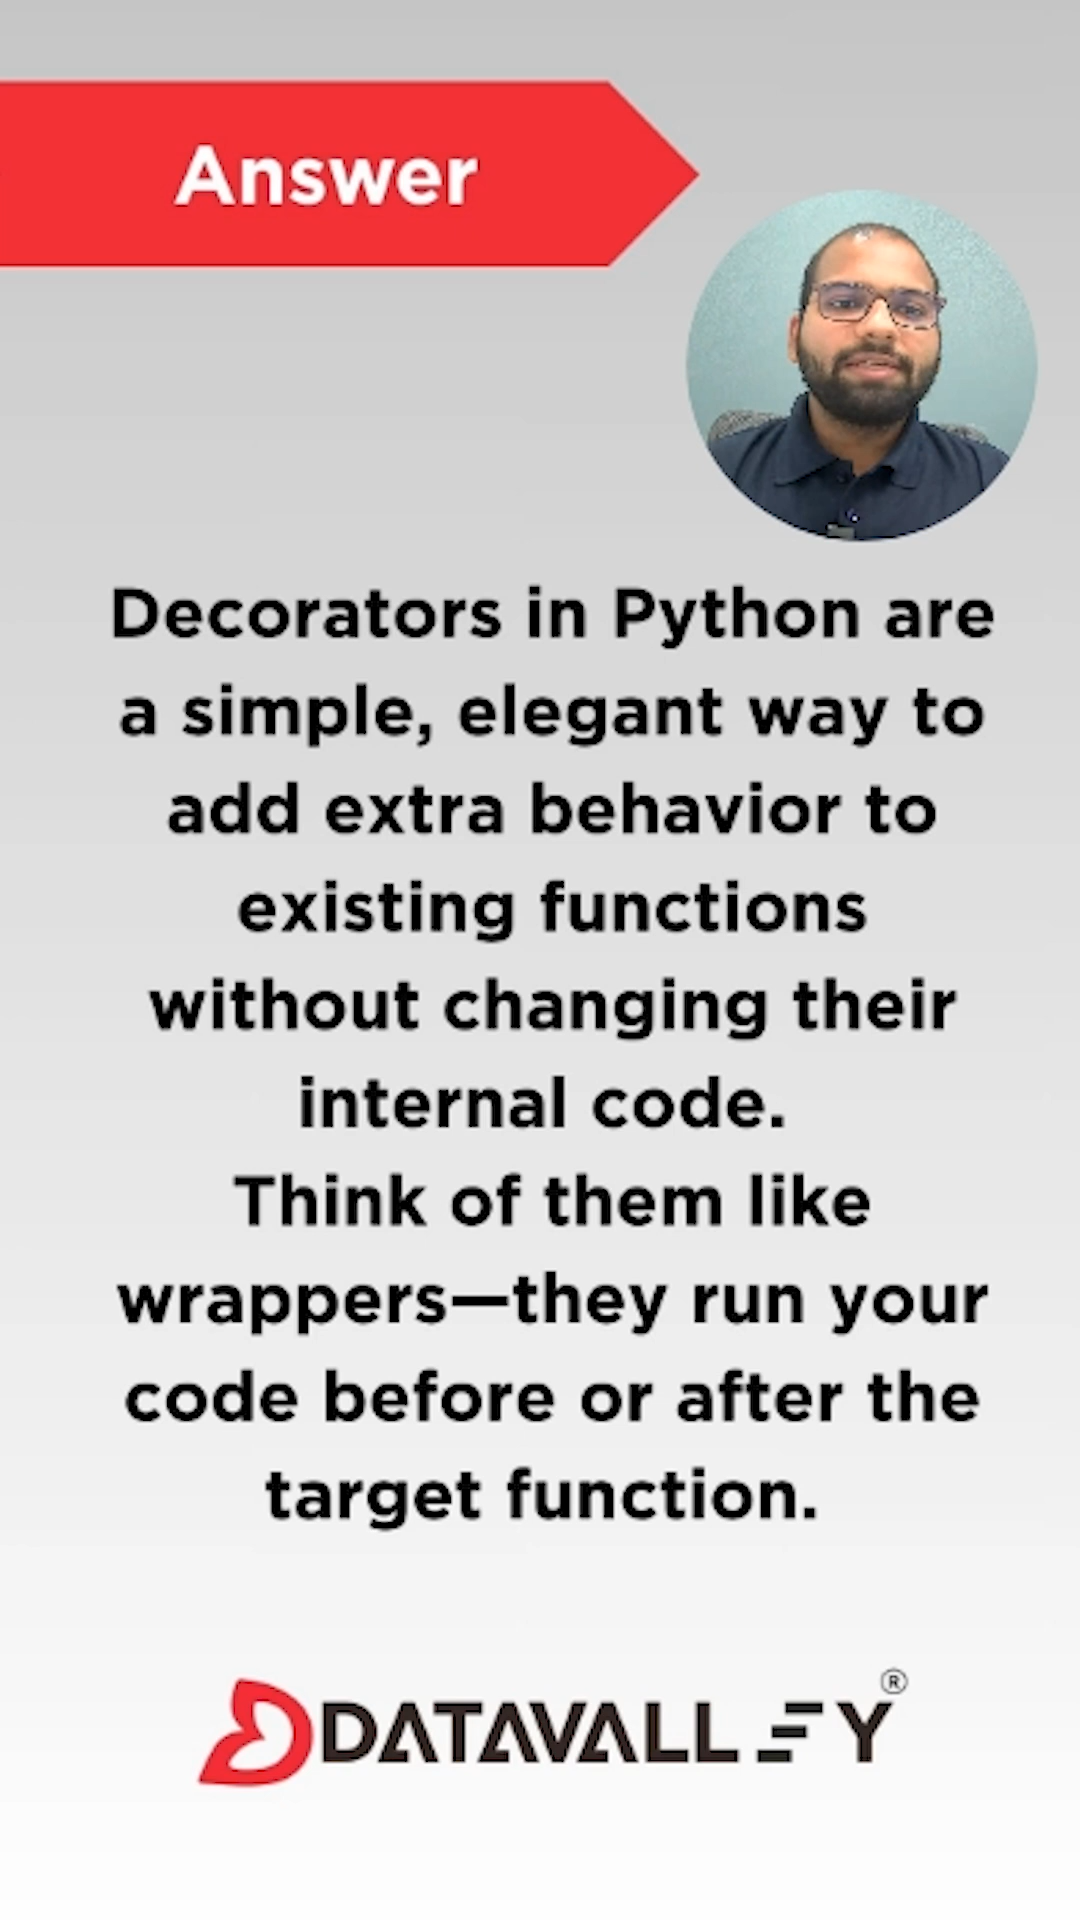 Answer
Decorators in Python are
a simple, elegant way to
add extra behavior to
existing functions
without changing their
internal code.
Think of them like
wrappers—they run your
code before or after the
target function.
DATAVALLEY®